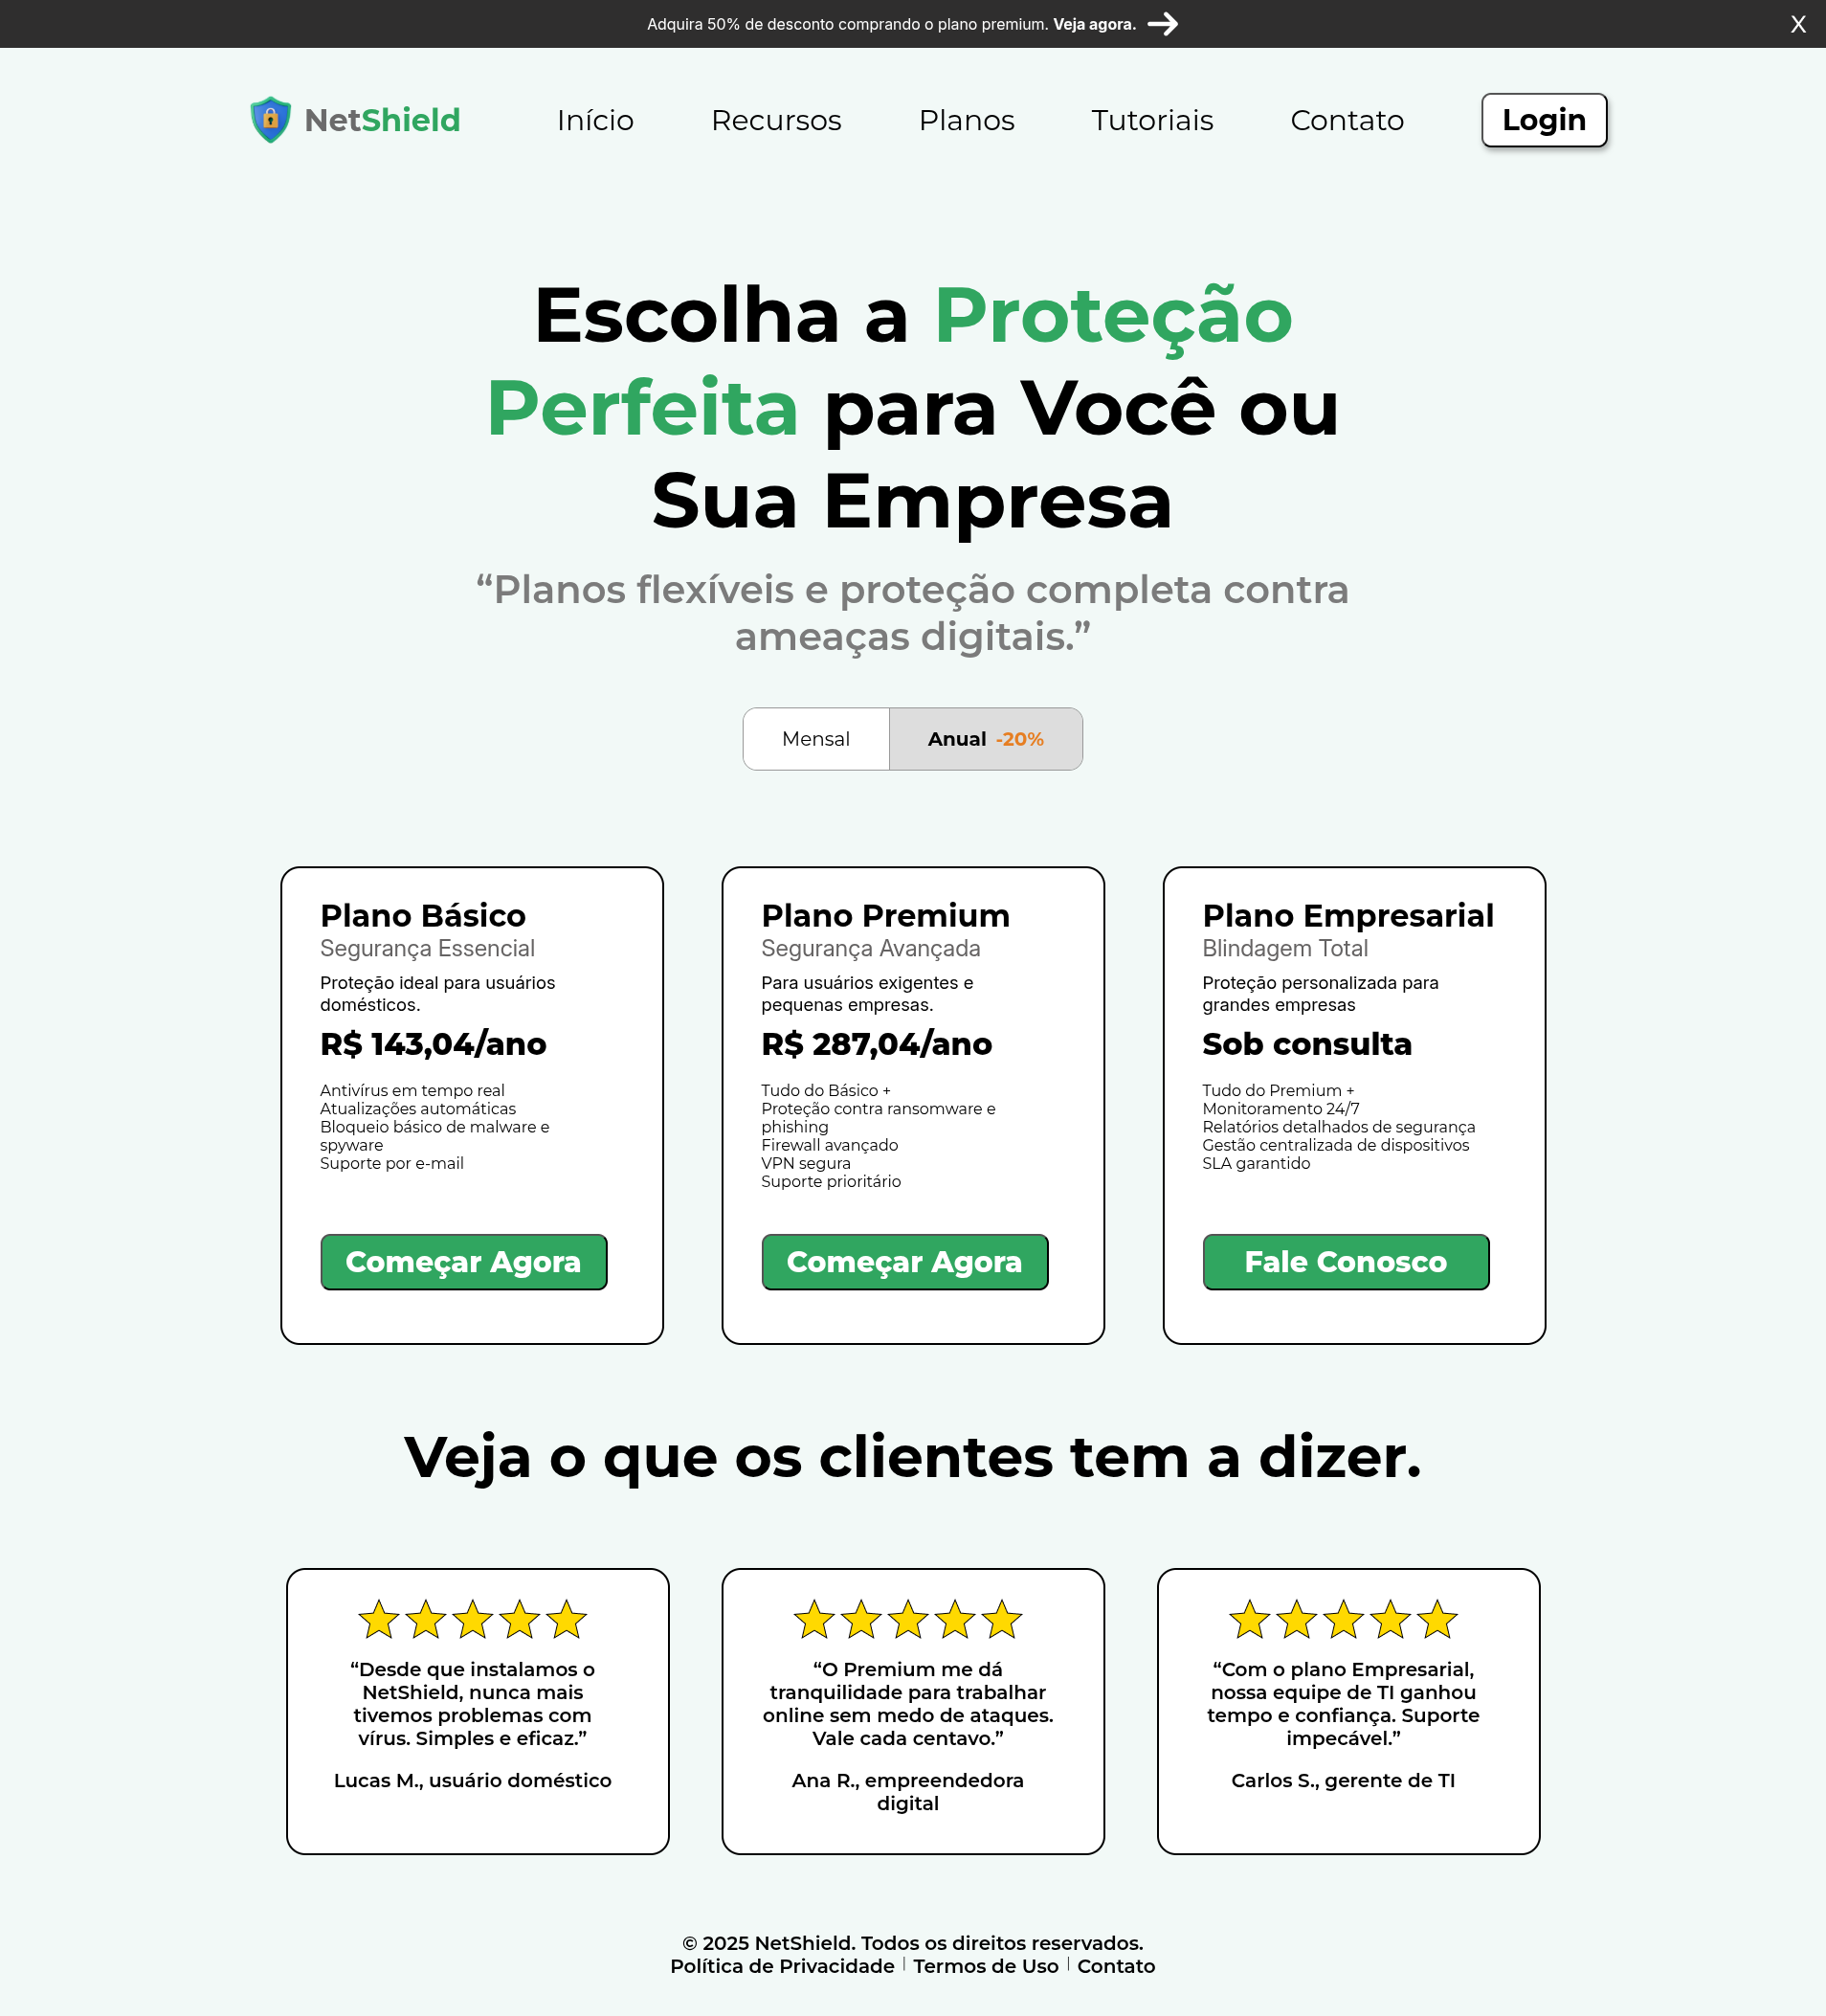 Adquira 50% de desconto comprando o plano premium. Veja agora.
X
NetShield
Início
Recursos
Planos
Tutoriais
Contato
Login
Escolha a Proteção
Perfeita para Você ou
Sua Empresa
“Planos flexíveis e proteção completa contra
ameaças digitais.”
Mensal
Anual -20%
Plano Básico
Segurança Essencial
Proteção ideal para usuários
domésticos.
R$ 143,04/ano
Antivírus em tempo real
Atualizações automáticas
Bloqueio básico de malware e
spyware
Suporte por e-mail
Começar Agora
Plano Premium
Segurança Avançada
Para usuários exigentes e
pequenas empresas.
R$ 287,04/ano
Tudo do Básico +
Proteção contra ransomware e
phishing
Firewall avançado
VPN segura
Suporte prioritário
Começar Agora
Plano Empresarial
Blindagem Total
Proteção personalizada para
grandes empresas
Sob consulta
Tudo do Premium +
Monitoramento 24/7
Relatórios detalhados de segurança
Gestão centralizada de dispositivos
SLA garantido
Fale Conosco
Veja o que os clientes tem a dizer.
“Desde que instalamos o
NetShield, nunca mais
tivemos problemas com
vírus. Simples e eficaz.”
Lucas M., usuário doméstico
“O Premium me dá
tranquilidade para trabalhar
online sem medo de ataques.
Vale cada centavo.”
Ana R., empreendedora
digital
“Com o plano Empresarial,
nossa equipe de TI ganhou
tempo e confiança. Suporte
impecável.”
Carlos S., gerente de TI
© 2025 NetShield. Todos os direitos reservados.
Política de Privacidade | Termos de Uso | Contato